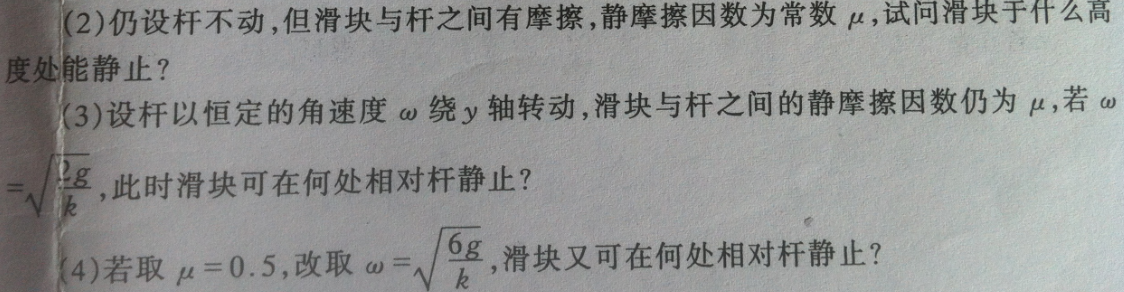 (2)仍设杆不动,但滑块与杆之间有摩擦,静摩擦因数为常数 μ,试问滑块于什么高
度处能静止?
(3)设杆以恒定的角速度 ω 绕 y 轴转动,滑块与杆之间的静摩擦因数仍为 μ,若 ω
=√(2g/k),此时滑块可在何处相对杆静止?
(4)若取 μ=0.5,改取 ω=√(6g/k),滑块又可在何处相对杆静止?